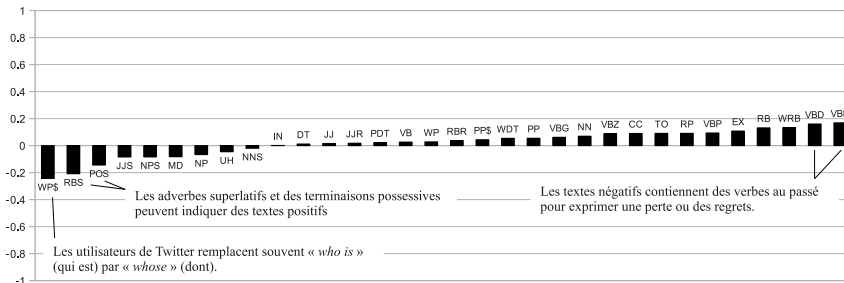 1
0.8
0.6
0.4
0.2
0
-0.2
-0.4
-0.6
-0.8
-1
WP$ RBS POS JJS NPS MD NP UH NNS IN DT JJ JJR PDT VB WP RBR PP$ WDT PP VBG NN VBZ CC TO RP VBP EX RB WRB VBD
Les adverbes superlatifs et des terminaisons possessives
peuvent indiquer des textes positifs
Les textes négatifs contiennent des verbes au passé
pour exprimer une perte ou des regrets.
Les utilisateurs de Twitter remplacent souvent « who is »
(qui est) par « whose » (dont).